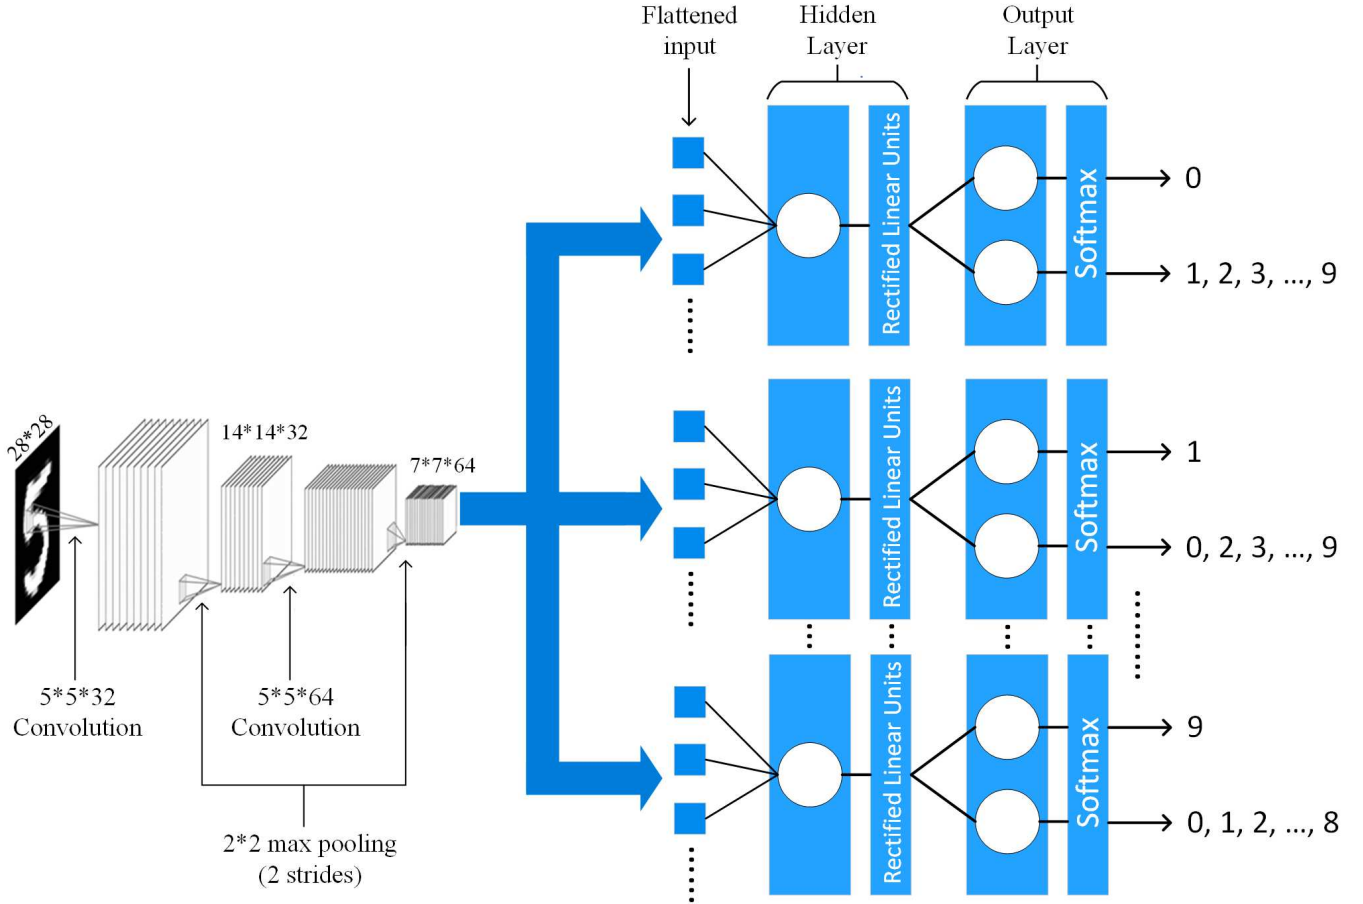 Flattened
input
Hidden
Layer
Output
Layer
Rectified Linear Units
Softmax
0
1, 2, 3, ..., 9
28*28
14*14*32
7*7*64
Rectified Linear Units
Softmax
1
0, 2, 3, ..., 9
5*5*32
Convolution
5*5*64
Convolution
2*2 max pooling
(2 strides)
Rectified Linear Units
Softmax
9
0, 1, 2, ..., 8